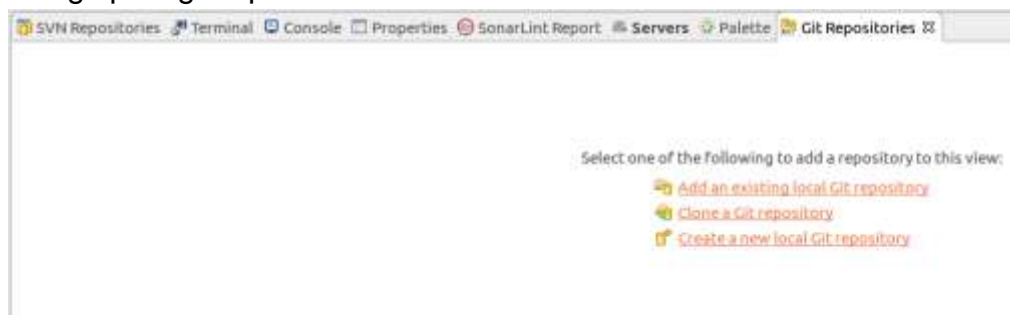 SVN Repositories Terminal Console Properties SonarLint Report Servers Palette Git Repositories
Select one of the following to add a repository to this view:
Add an existing local Git repository
Clone a Git repository
Create a new local Git repository